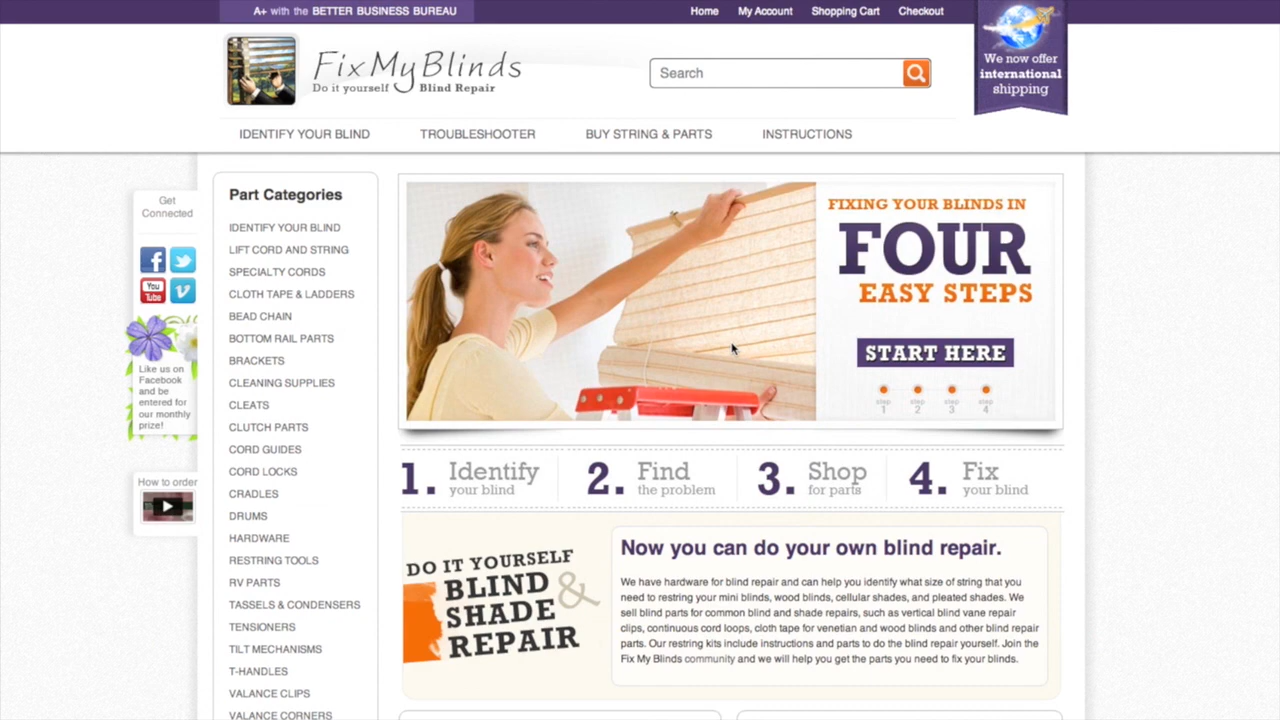 A+ with the BETTER BUSINESS BUREAU
Home My Account Shopping Cart Checkout
We now offer
international
shipping
FixMyBlinds
Do it yourself Blind Repair
Search
IDENTIFY YOUR BLIND TROUBLESHOOTER BUY STRING & PARTS INSTRUCTIONS
Get
Connected
You
Tube
Like us on
Facebook
and be
entered for
our monthly
prize!
How to order
Part Categories
IDENTIFY YOUR BLIND
LIFT CORD AND STRING
SPECIALTY CORDS
CLOTH TAPE & LADDERS
BEAD CHAIN
BOTTOM RAIL PARTS
BRACKETS
CLEANING SUPPLIES
CLEATS
CLUTCH PARTS
CORD GUIDES
CORD LOCKS
CRADLES
DRUMS
HARDWARE
RESTRING TOOLS
RV PARTS
TASSELS & CONDENSERS
TENSIONERS
TILT MECHANISMS
T-HANDLES
VALANCE CLIPS
VALANCE CORNERS
FIXING YOUR BLINDS IN
FOUR
EASY STEPS
START HERE
step step step step
1 2 3 4
1. Identify your blind
2. Find the problem
3. Shop for parts
4. Fix your blind
DO IT YOURSELF
BLIND &
SHADE
REPAIR
Now you can do your own blind repair.
We have hardware for blind repair and can help you identify what size of string that you
need to restring your mini blinds, wood blinds, cellular shades, and pleated shades. We
sell blind parts for common blind and shade repairs, such as vertical blind vane repair
clips, continuous cord loops, cloth tape for venetian and wood blinds and other blind repair
parts. Our restring kits include instructions and parts to do the blind repair yourself. Join the
Fix My Blinds community and we will help you get the parts you need to fix your blinds.